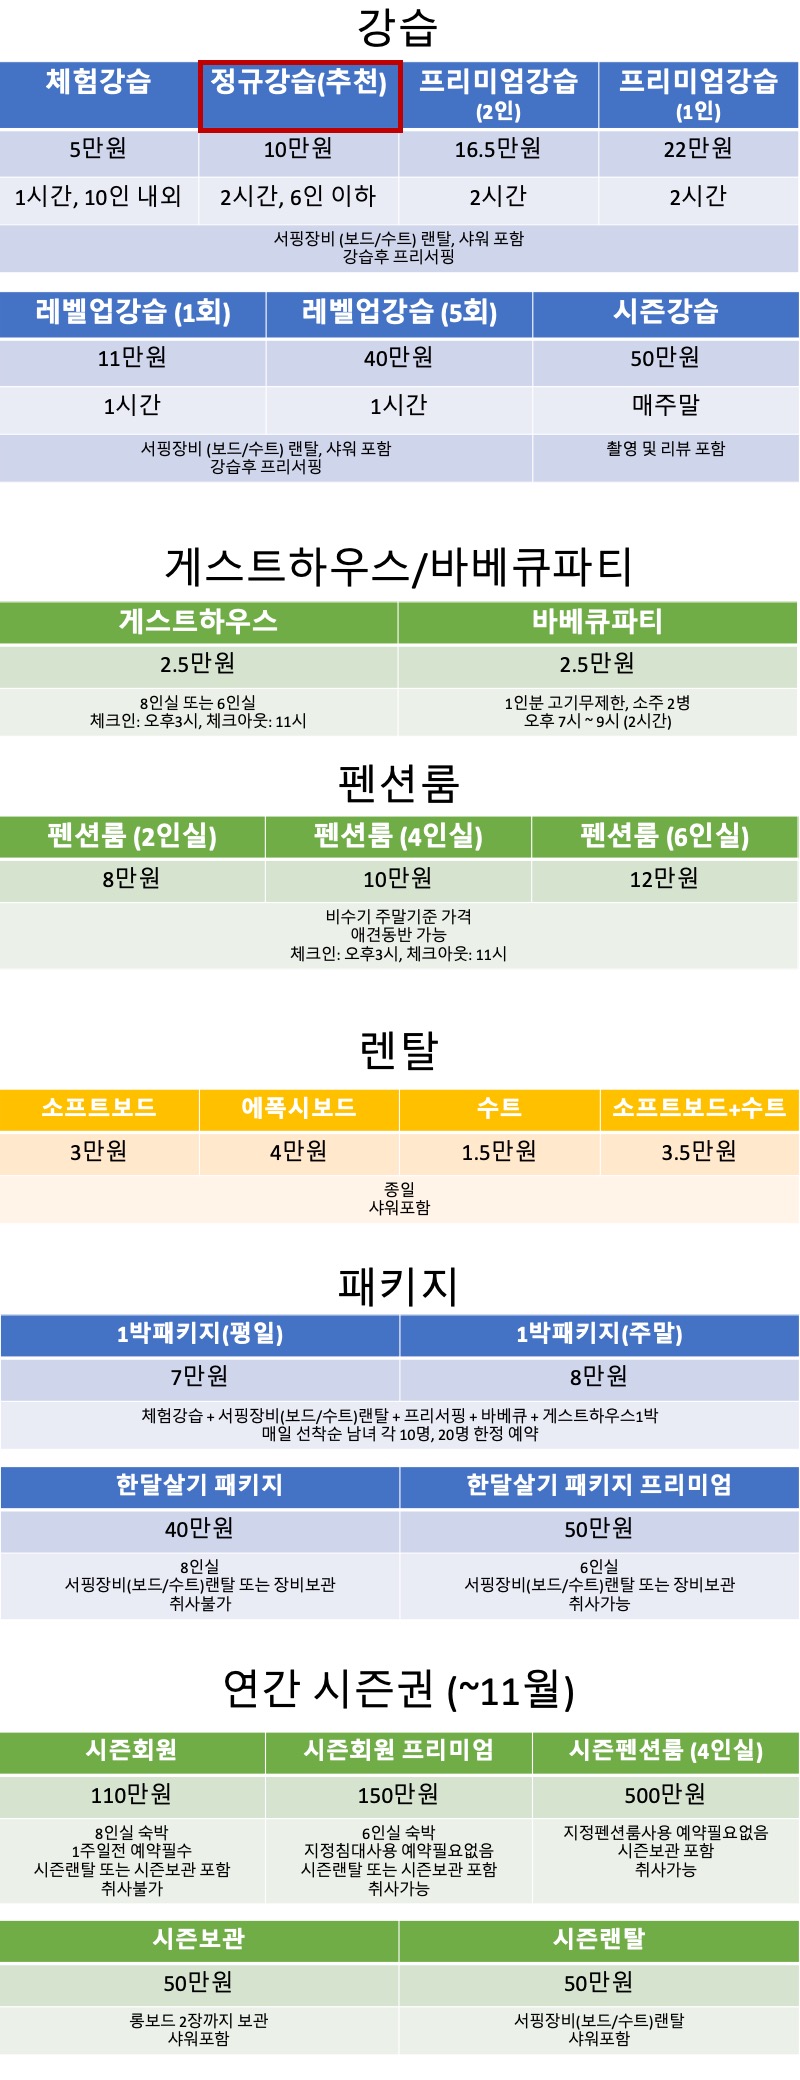 강습
체험강습 정규강습(추천) 프리미엄강습 프리미엄강습
(2인) (1인)
5만원 10만원 16.5만원 22만원
1시간, 10인 내외 2시간, 6인 이하 2시간 2시간
서핑장비 (보드/수트) 랜탈, 샤워 포함
강습후 프리서핑
레벨업강습 (1회) 레벨업강습 (5회) 시즌강습
11만원 40만원 50만원
1시간 1시간 매주말
서핑장비 (보드/수트) 랜탈, 샤워 포함 촬영 및 리뷰 포함
강습후 프리서핑
게스트하우스/바베큐파티
게스트하우스 바베큐파티
2.5만원 2.5만원
8인실 또는 6인실 1인분 고기무제한, 소주 2병
체크인: 오후3시, 체크아웃: 11시 오후 7시 ~ 9시 (2시간)
펜션룸
펜션룸 (2인실) 펜션룸 (4인실) 펜션룸 (6인실)
8만원 10만원 12만원
비수기 주말기준 가격
애견동반 가능
체크인: 오후3시, 체크아웃: 11시
렌탈
소프트보드 에폭시보드 수트 소프트보드+수트
3만원 4만원 1.5만원 3.5만원
종일
샤워포함
패키지
1박패키지(평일) 1박패키지(주말)
7만원 8만원
체험강습 + 서핑장비(보드/수트)랜탈 + 프리서핑 + 바베큐 + 게스트하우스1박
매일 선착순 남녀 각 10명, 20명 한정 예약
한달살기 패키지 한달살기 패키지 프리미엄
40만원 50만원
8인실 6인실
서핑장비(보드/수트)랜탈 또는 장비보관 서핑장비(보드/수트)랜탈 또는 장비보관
취사불가 취사가능
연간 시즌권 (~11월)
시즌회원 시즌회원 프리미엄 시즌펜션룸 (4인실)
110만원 150만원 500만원
8인실 숙박 6인실 숙박 지정펜션룸사용 예약필요없음
1주일전 예약필수 지정침대사용 예약필요없음 시즌보관 포함
시즌랜탈 또는 시즌보관 포함 시즌랜탈 또는 시즌보관 포함 취사가능
취사불가 취사가능
시즌보관 시즌랜탈
50만원 50만원
롱보드 2장까지 보관 서핑장비(보드/수트)랜탈
샤워포함 샤워포함